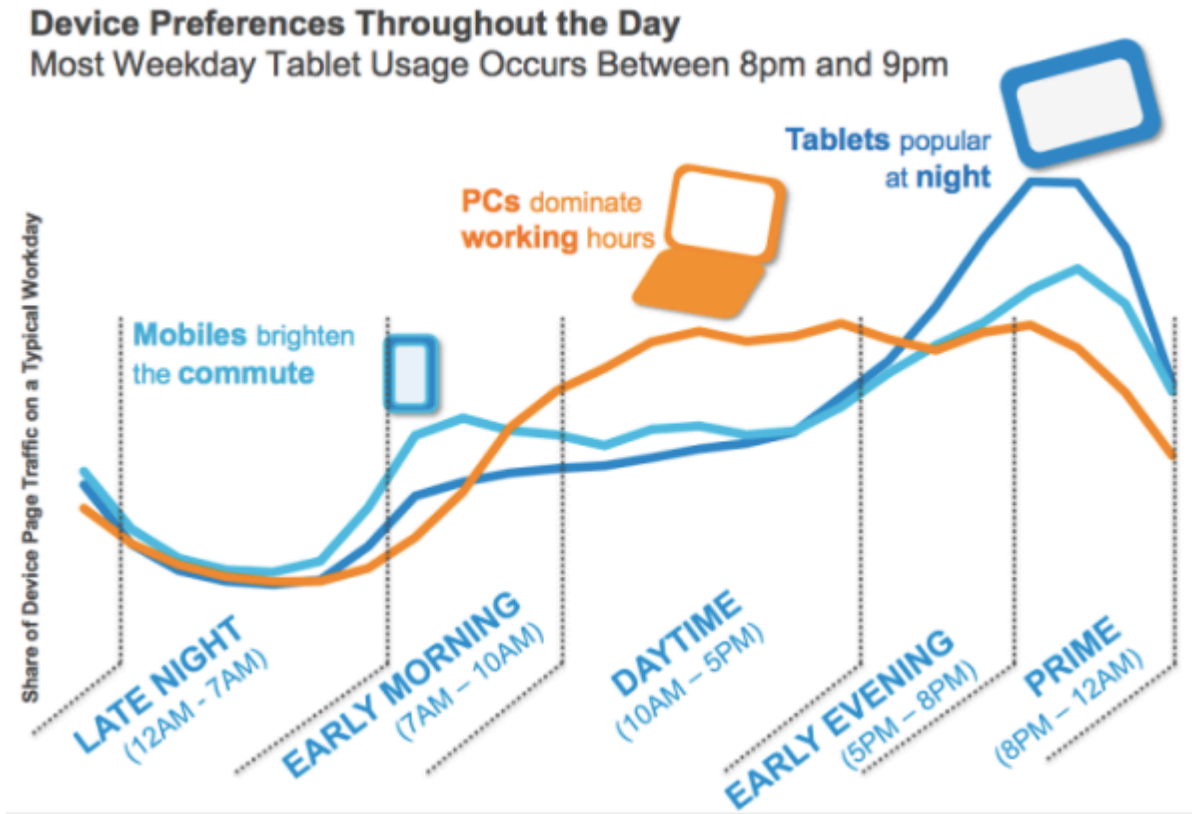 Device Preferences Throughout the Day
Most Weekday Tablet Usage Occurs Between 8pm and 9pm
Tablets popular
at night
PCs dominate
working hours
Mobiles brighten
the commute
Share of Device Page Traffic on a Typical Workday
LATE NIGHT
(12AM - 7AM)
EARLY MORNING
(7AM – 10AM)
DAYTIME
(10AM – 5PM)
EARLY EVENING
(5PM – 8PM)
PRIME
(8PM – 12AM)